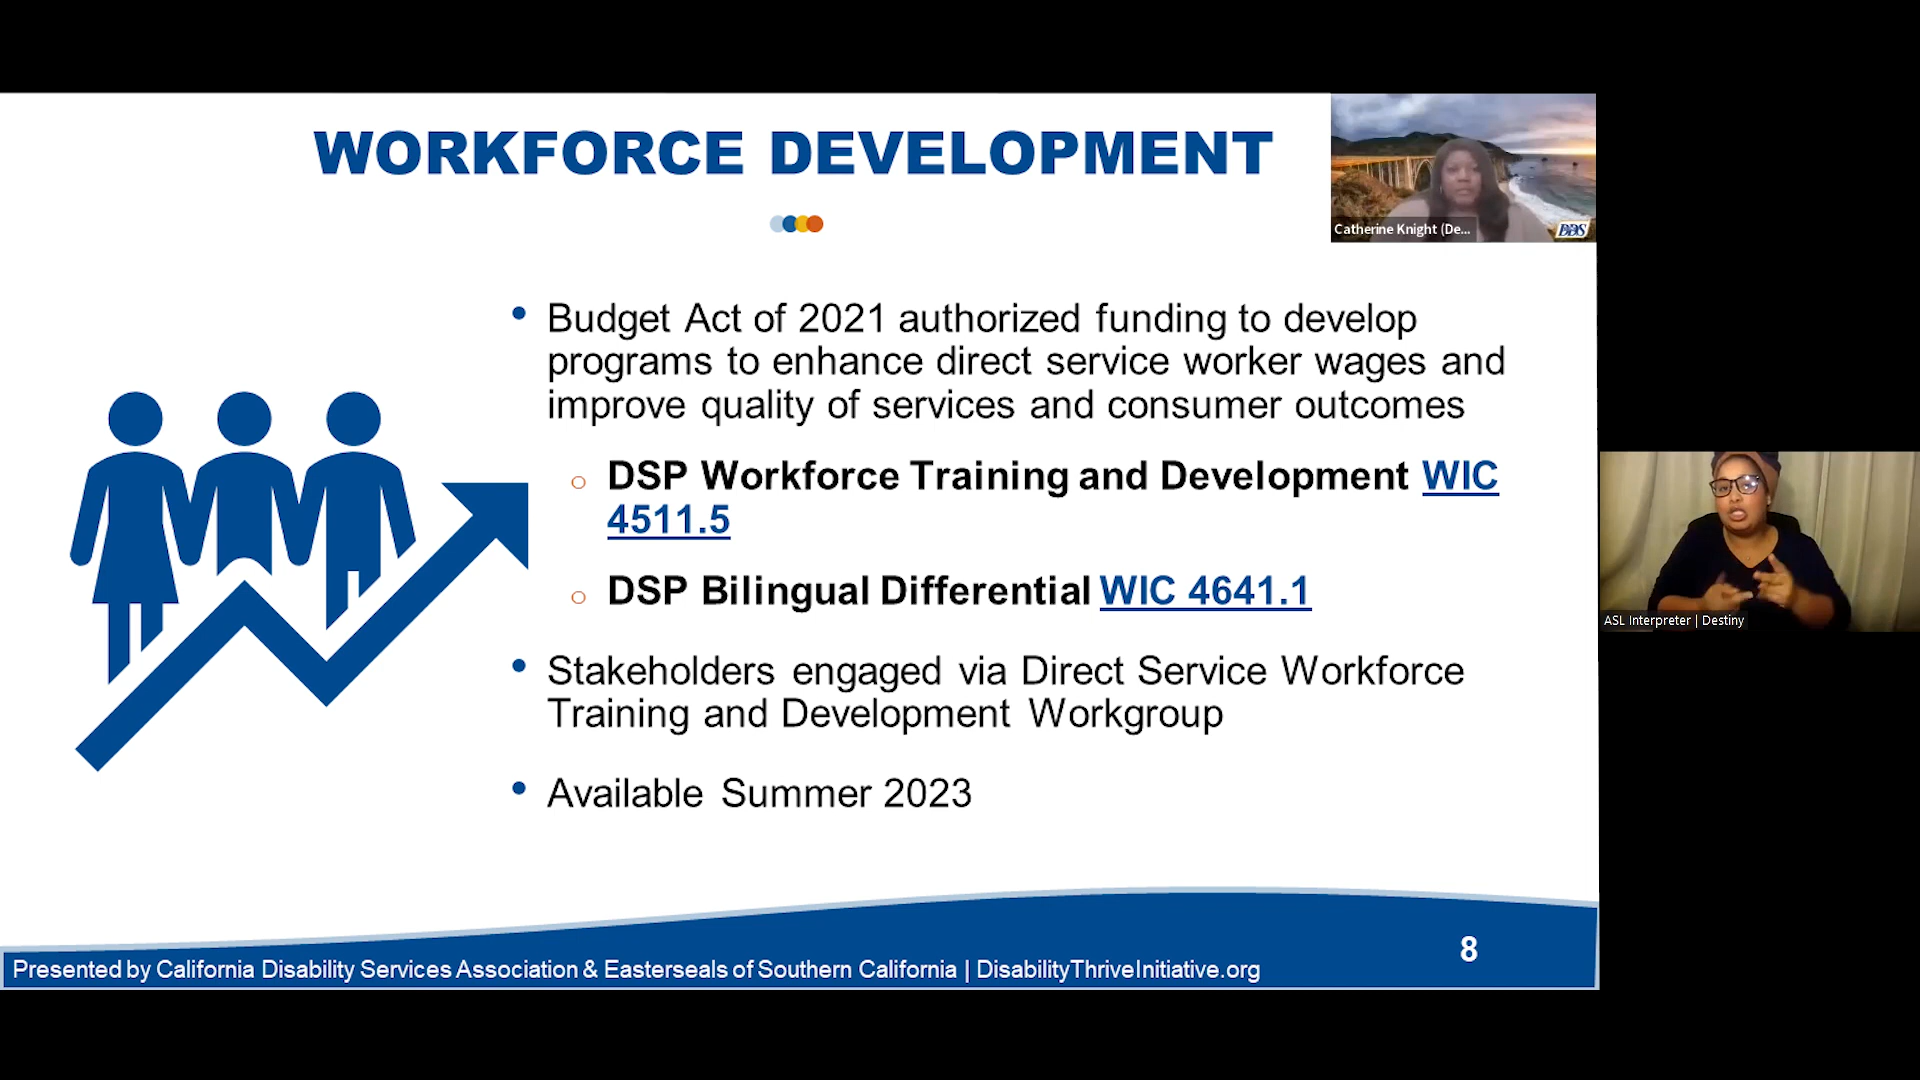 WORKFORCE DEVELOPMENT
Catherine Knight (De...
DDS
• Budget Act of 2021 authorized funding to develop
programs to enhance direct service worker wages and
improve quality of services and consumer outcomes
o DSP Workforce Training and Development WIC
4511.5
o DSP Bilingual Differential WIC 4641.1
• Stakeholders engaged via Direct Service Workforce
Training and Development Workgroup
• Available Summer 2023
ASL Interpreter | Destiny
8
Presented by California Disability Services Association & Easterseals of Southern California | DisabilityThriveInitiative.org